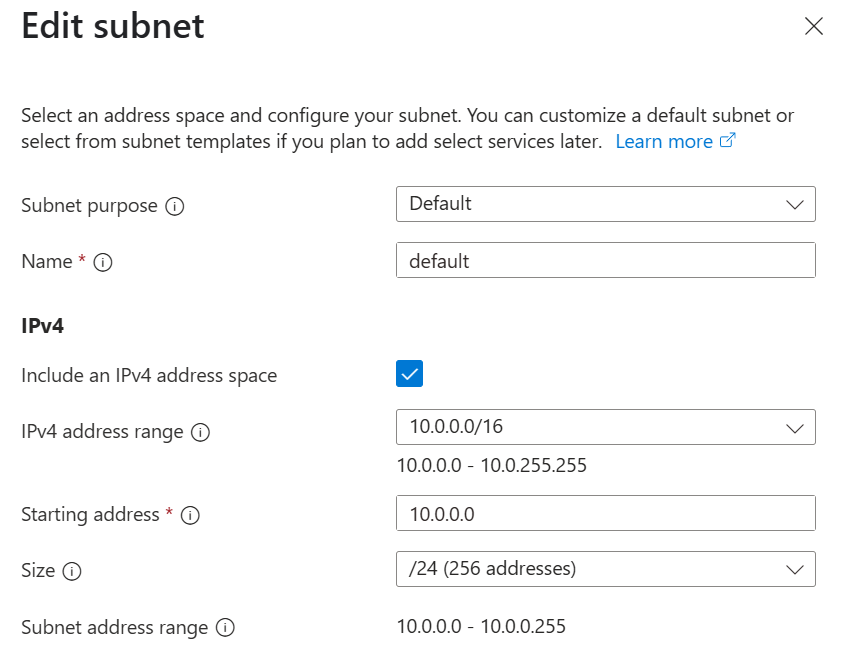 Edit subnet
Select an address space and configure your subnet. You can customize a default subnet or
select from subnet templates if you plan to add select services later. Learn more
Subnet purpose Default
Name * default
IPv4
Include an IPv4 address space
IPv4 address range 10.0.0.0/16
10.0.0.0 - 10.0.255.255
Starting address * 10.0.0.0
Size /24 (256 addresses)
Subnet address range 10.0.0.0 - 10.0.0.255